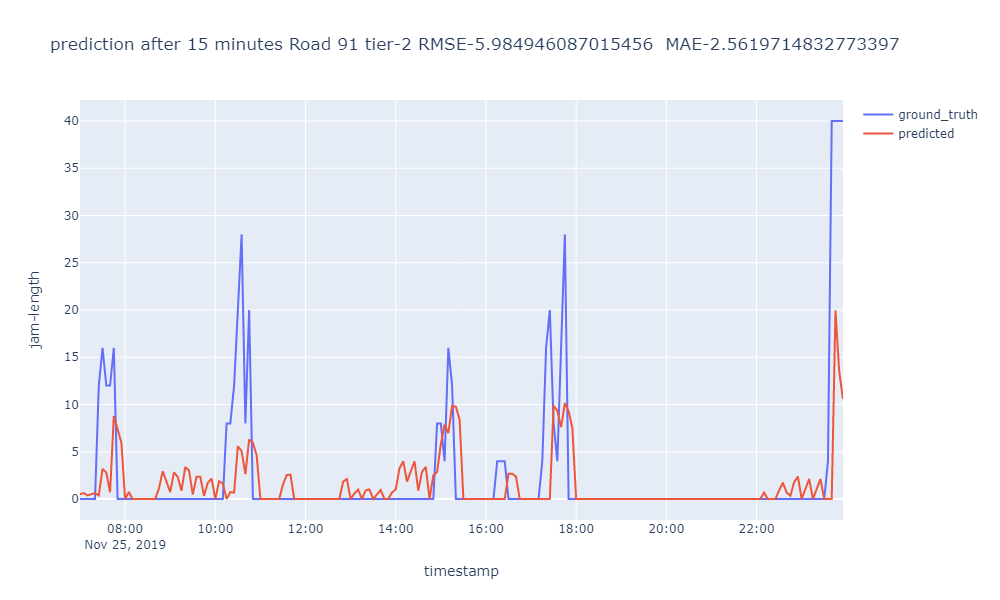 prediction after 15 minutes Road 91 tier-2 RMSE-5.984946087015456  MAE-2.5619714832773397
ground_truth
predicted
40
35
30
25
20
15
10
5
0
jam-length
08:00 10:00 12:00 14:00 16:00 18:00 20:00 22:00
Nov 25, 2019
timestamp